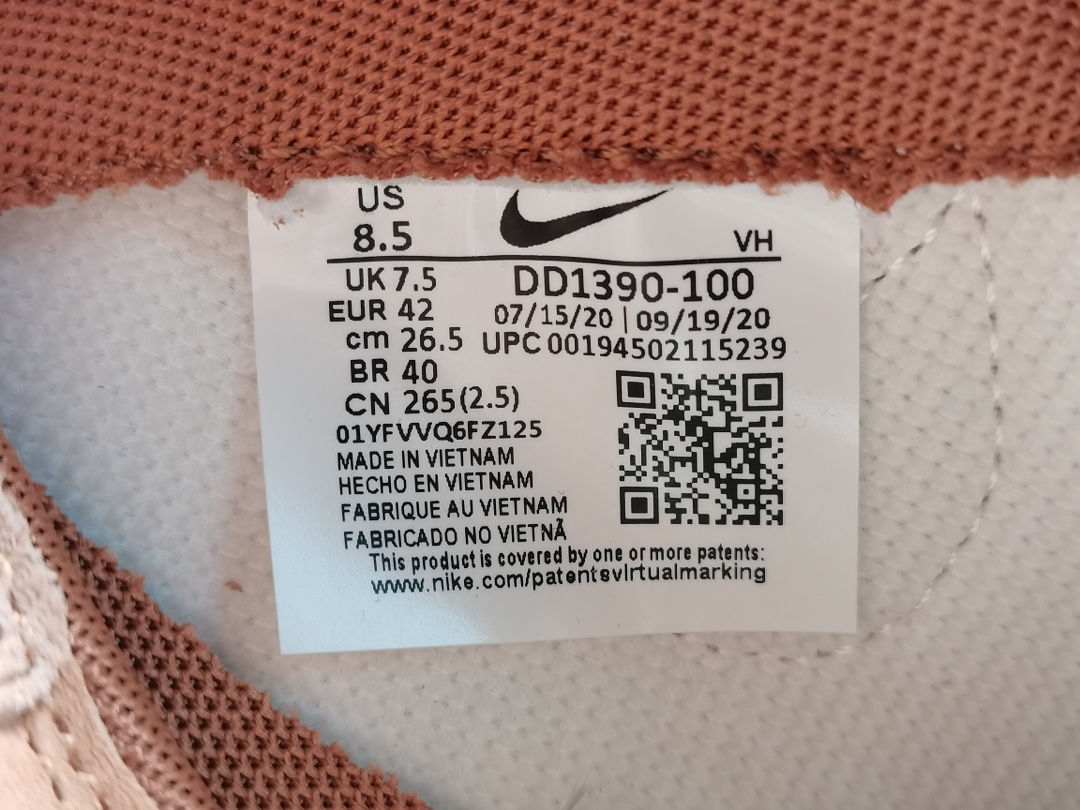 US
8.5
VH
UK 7.5
DD1390-100
EUR 42
07/15/20 | 09/19/20
cm 26.5
UPC 00194502115239
BR 40
CN 265(2.5)
01YFVVQ6FZ125
MADE IN VIETNAM
HECHO EN VIETNAM
FABRIQUE AU VIETNAM
FABRICADO NO VIETNÃ
This product is covered by one or more patents:
www.nike.com/patentsvirtualmarking